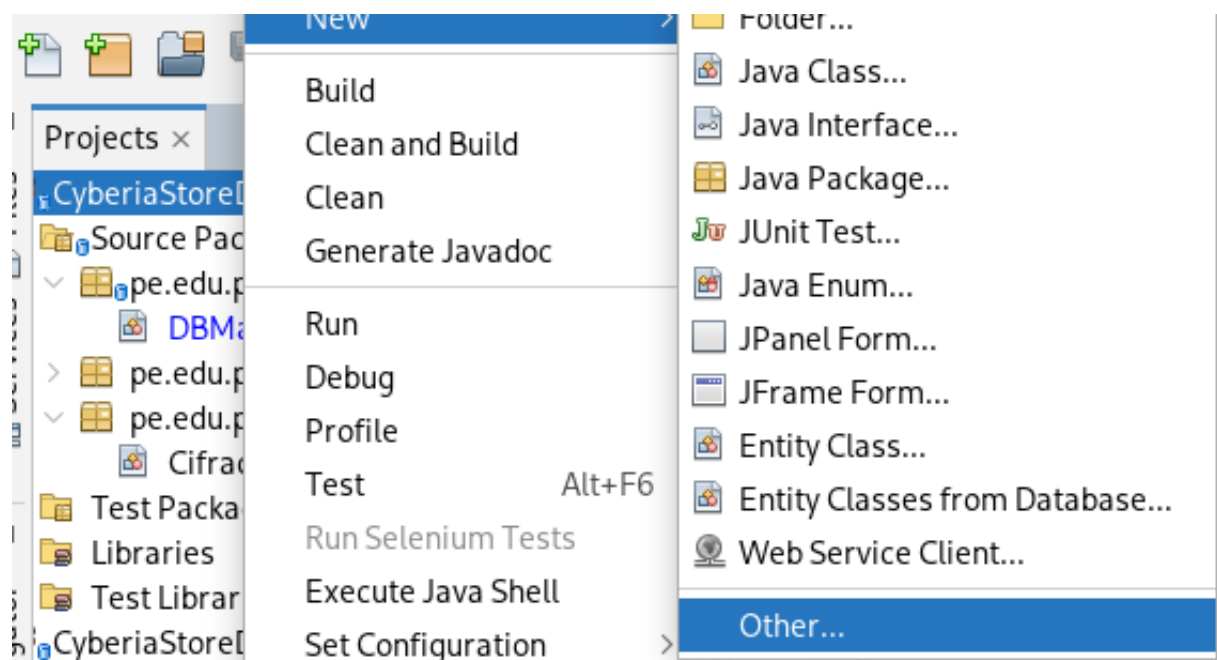 New
Build
Clean and Build
Clean
Generate Javadoc
Run
Debug
Profile
Test Alt+F6
Run Selenium Tests
Execute Java Shell
Set Configuration
Folder...
Java Class...
Java Interface...
Java Package...
JUnit Test...
Java Enum...
JPanel Form...
JFrame Form...
Entity Class...
Entity Classes from Database...
Web Service Client...
Other...
Projects
CyberiaStore
Source Pac
pe.edu.p
DBMa
pe.edu.p
pe.edu.p
Cifrad
Test Packa
Libraries
Test Librar
CyberiaStore